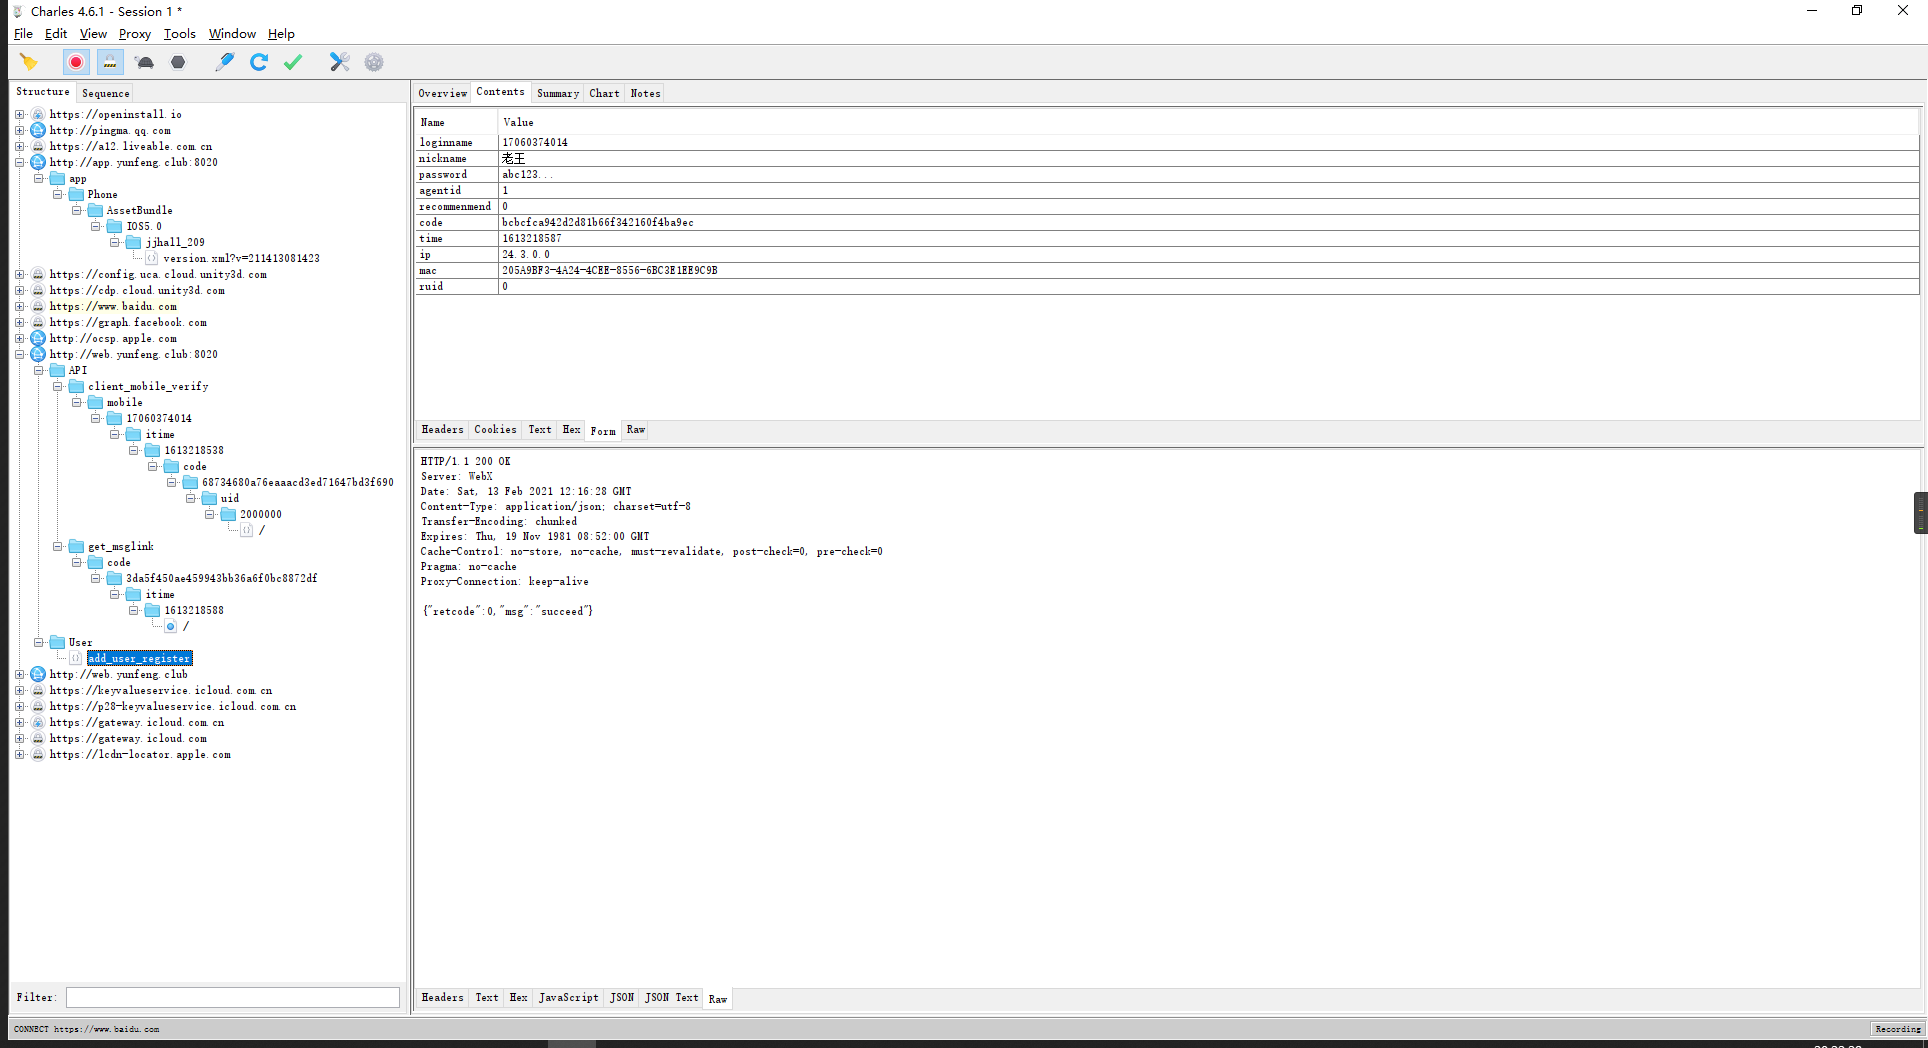 Charles 4.6.1 - Session 1 *
File Edit View Proxy Tools Window Help
Structure Sequence
https://openinstall.io
http://pingma.qq.com
https://a12.liveable.com.cn
http://app.yunfeng.club:8020
app
Phone
AssetBundle
IOS5.0
jjhall_209
version.xml?v=211413081423
https://config.uca.cloud.unity3d.com
https://cdp.cloud.unity3d.com
https://www.baidu.com
https://graph.facebook.com
http://ocsp.apple.com
http://web.yunfeng.club:8020
API
client_mobile_verify
mobile
17060374014
itime
1613218538
code
68734680a76eaaacd3ed71647bd3f690
uid
2000000
/
get_msglink
code
3da5f450ae459943bb36a6f0bc8872df
itime
1613218588
/
User
add_user_register
http://web.yunfeng.club
https://keyvalueservice.icloud.com.cn
https://p28-keyvalueservice.icloud.com.cn
https://gateway.icloud.com.cn
https://gateway.icloud.com
https://lcdn-locator.apple.com
Filter:
Overview Contents Summary Chart Notes
Name Value
loginname 17060374014
nickname 老王
password abc123...
agentid 1
recommenmend 0
code bcbcfca942d2d81b66f342160f4ba9ec
time 1613218587
ip 24.3.0.0
mac 205A9BF3-4A24-4CEE-8556-6BC3E1EE9C9B
ruid 0
Headers Cookies Text Hex Form Raw
HTTP/1.1 200 OK
Server: WebX
Date: Sat, 13 Feb 2021 12:16:28 GMT
Content-Type: application/json; charset=utf-8
Transfer-Encoding: chunked
Expires: Thu, 19 Nov 1981 08:52:00 GMT
Cache-Control: no-store, no-cache, must-revalidate, post-check=0, pre-check=0
Pragma: no-cache
Proxy-Connection: keep-alive
{"retcode":0,"msg":"succeed"}
Headers Text Hex JavaScript JSON JSON Text Raw
CONNECT https://www.baidu.com
Recording